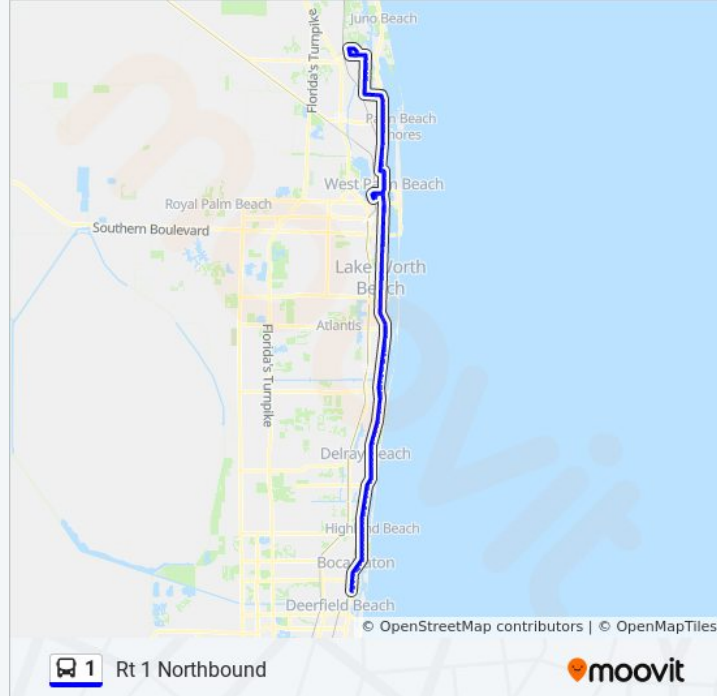 Juno Beach
Florida's Turnpike
Palm Beach
Shores
West Palm Beach
Royal Palm Beach
Southern Boulevard
Lake Worth
Beach
Atlantis
Florida's Turnpike
Delray Beach
Highland Beach
Boca Raton
Deerfield Beach
© OpenStreetMap contributors | © OpenMapTiles
1 Rt 1 Northbound
moovit
moovit